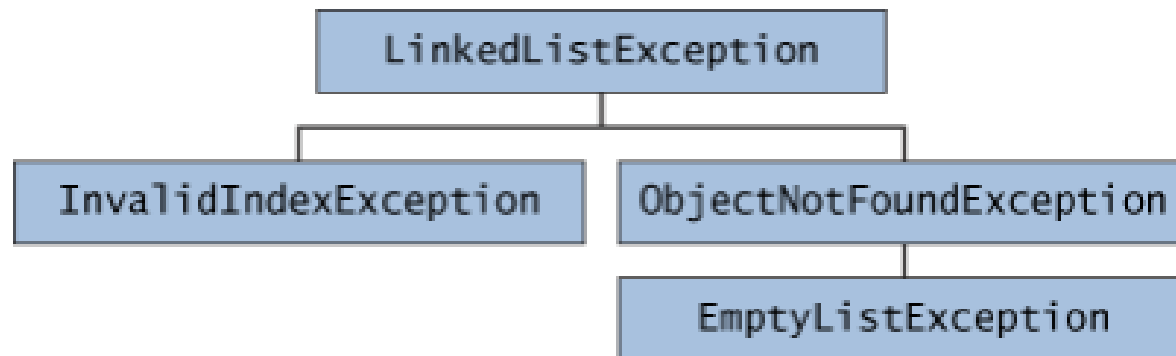 LinkedListException
InvalidIndexException
ObjectNotFoundException
EmptyListException